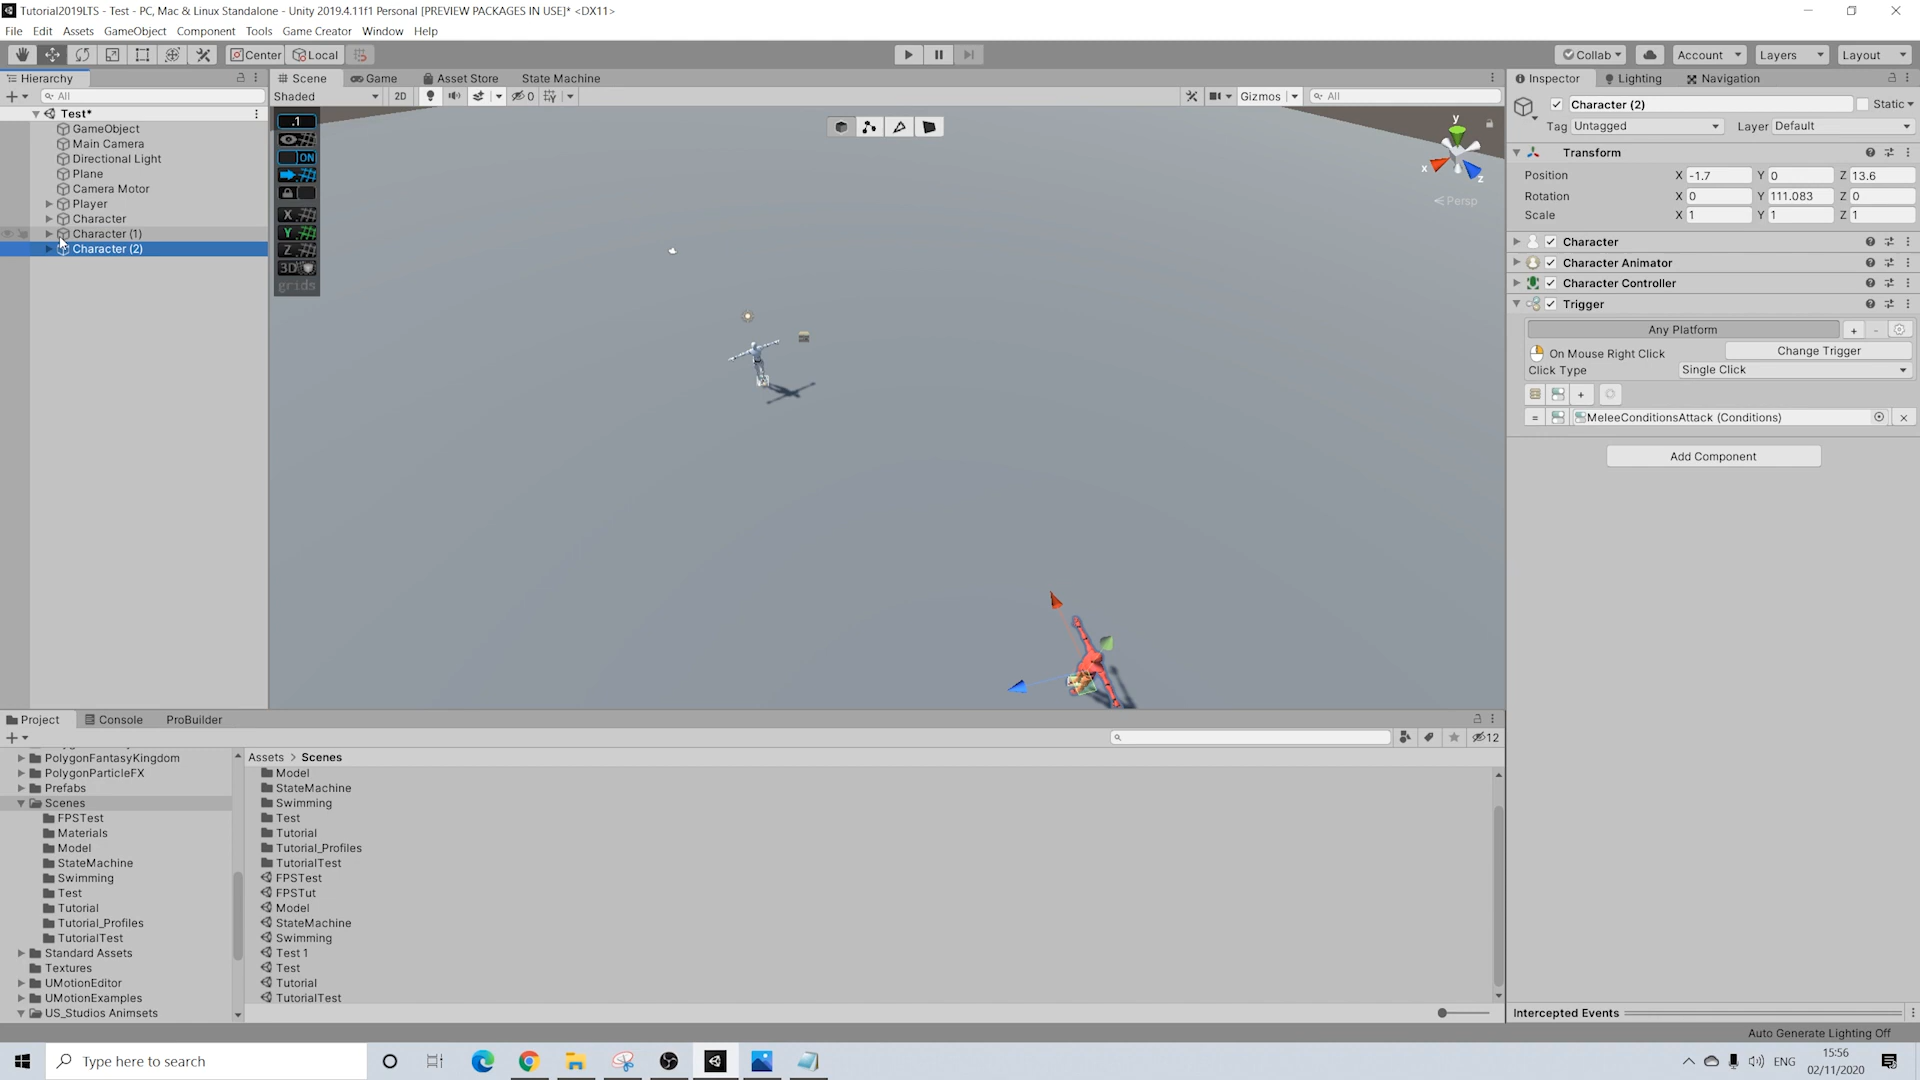 Tutorial2019LTS - Test - PC, Mac & Linux Standalone - Unity 2019.4.11f1 Personal [PREVIEW PACKAGES IN USE]* <DX11>
File Edit Assets GameObject Component Tools Game Creator Window Help
Center Local Collab Account Layers Layout
Hierarchy
All
Test*
GameObject
Main Camera
Directional Light
Plane
Camera Motor
Player
Character
Character (1)
Character (2)
Scene Game Asset Store State Machine
Shaded 2D 0 Gizmos All
.1
ON
X
Y
Z
3D
grids
y
x
z
Persp
Inspector Lighting Navigation
Character (2) Static
Tag Untagged Layer Default
Transform
Position X -1.7 Y 0 Z 13.6
Rotation X 0 Y 111.083 Z 0
Scale X 1 Y 1 Z 1
Character
Character Animator
Character Controller
Trigger
Any Platform + -
On Mouse Right Click Change Trigger
Click Type Single Click
+
= MeleeConditionsAttack (Conditions)
Add Component
Project Console ProBuilder
12
PolygonFantasyKingdom
PolygonParticleFX
Prefabs
Scenes
FPSTest
Materials
Model
StateMachine
Swimming
Test
Tutorial
Tutorial_Profiles
TutorialTest
Standard Assets
Textures
UMotionEditor
UMotionExamples
US_Studios Animsets
Assets > Scenes
Model
StateMachine
Swimming
Test
Tutorial
Tutorial_Profiles
TutorialTest
FPSTest
FPSTut
Model
StateMachine
Swimming
Test 1
Test
Tutorial
TutorialTest
Intercepted Events
Auto Generate Lighting Off
Type here to search
ENG
15:56
02/11/2020